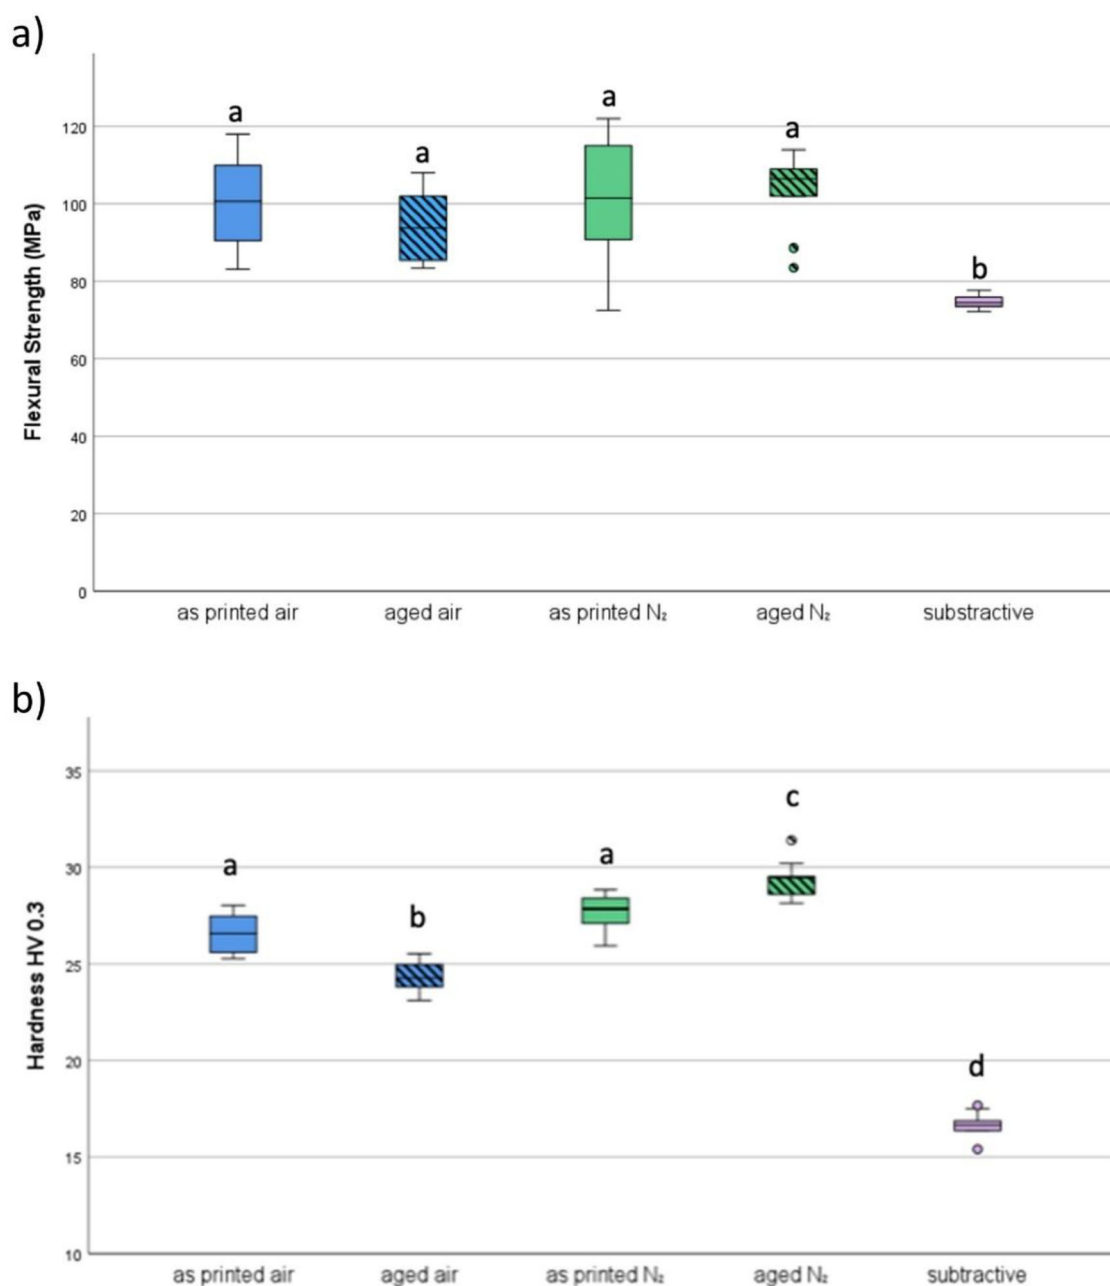 a)
a
a
a
a
b
120
100
80
60
40
20
0
Flexural Strength (MPa)
as printed air
aged air
as printed N₂
aged N₂
substractive
b)
35
30
25
20
15
10
Hardness HV 0.3
a
b
a
c
d
as printed air
aged air
as printed N₂
aged N₂
subtractive